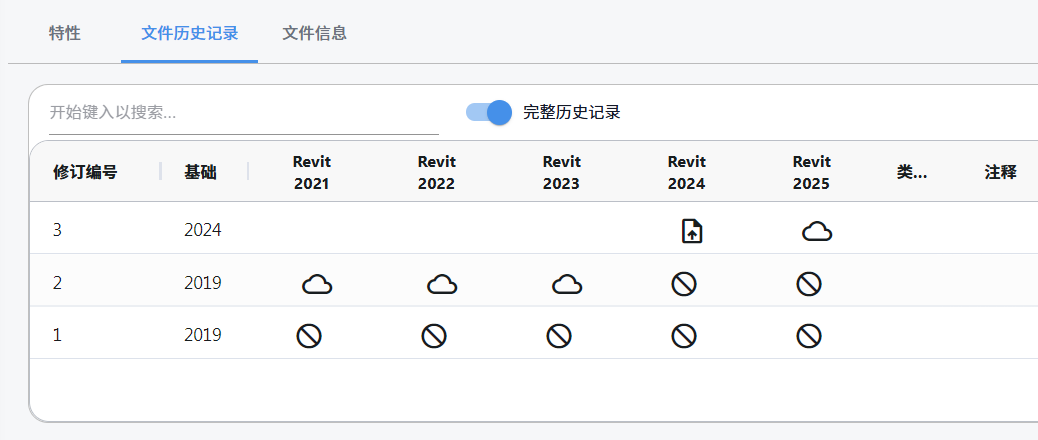 特性 文件历史记录 文件信息
开始键入以搜索... 完整历史记录
修订编号 基础 Revit 2021 Revit 2022 Revit 2023 Revit 2024 Revit 2025 类... 注释
3 2024
2 2019
1 2019